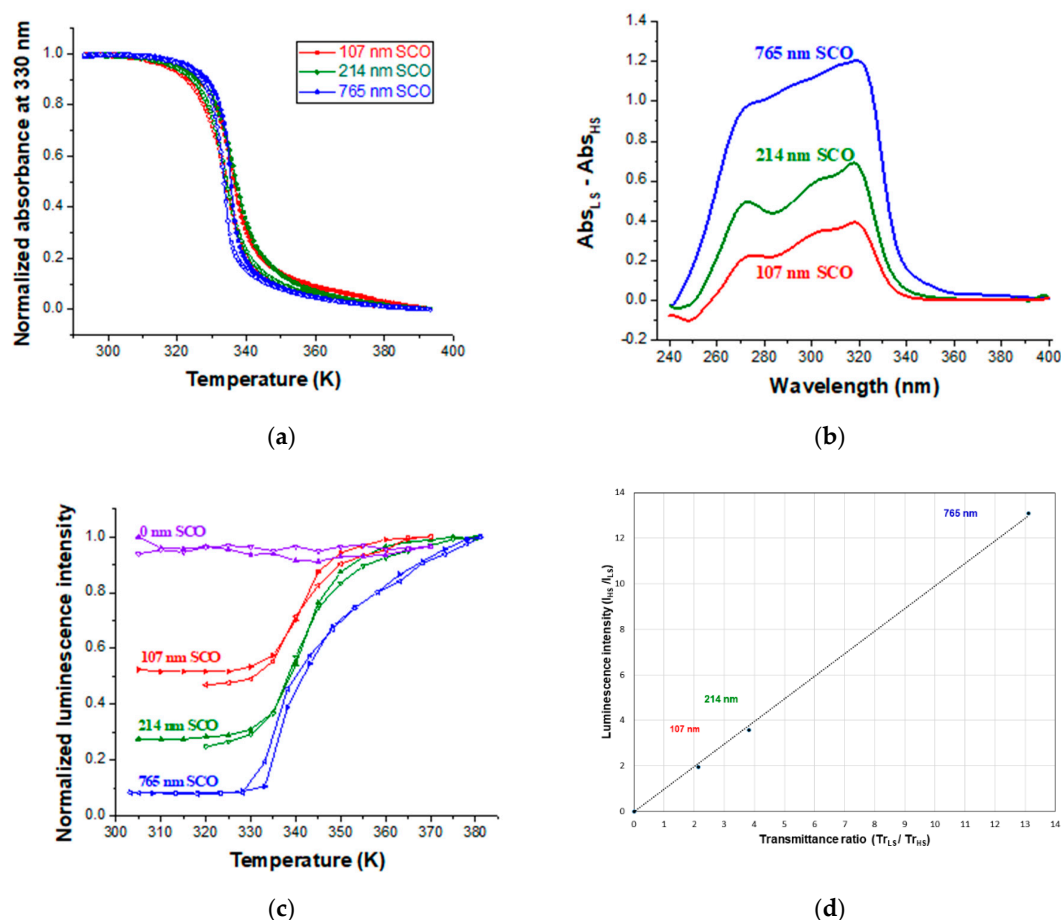 Normalized absorbance at 330 nm
1.0
0.8
0.6
0.4
0.2
0.0
107 nm SCO
214 nm SCO
765 nm SCO
300 320 340 360 380 400
Temperature (K)
(a)
Abs_LS - Abs_HS
1.4
1.2
1.0
0.8
0.6
0.4
0.2
0.0
-0.2
765 nm SCO
214 nm SCO
107 nm SCO
240 260 280 300 320 340 360 380 400
Wavelength (nm)
(b)
Normalized luminescence intensity
1.0
0.8
0.6
0.4
0.2
0.0
0 nm SCO
107 nm SCO
214 nm SCO
765 nm SCO
300 310 320 330 340 350 360 370 380
Temperature (K)
(c)
Luminescence intensity (I_HS /I_LS)
14
12
10
8
6
4
2
0
765 nm
214 nm
107 nm
0 1 2 3 4 5 6 7 8 9 10 11 12 13 14
Transmittance ratio (Tr_LS/ Tr_HS)
(d)